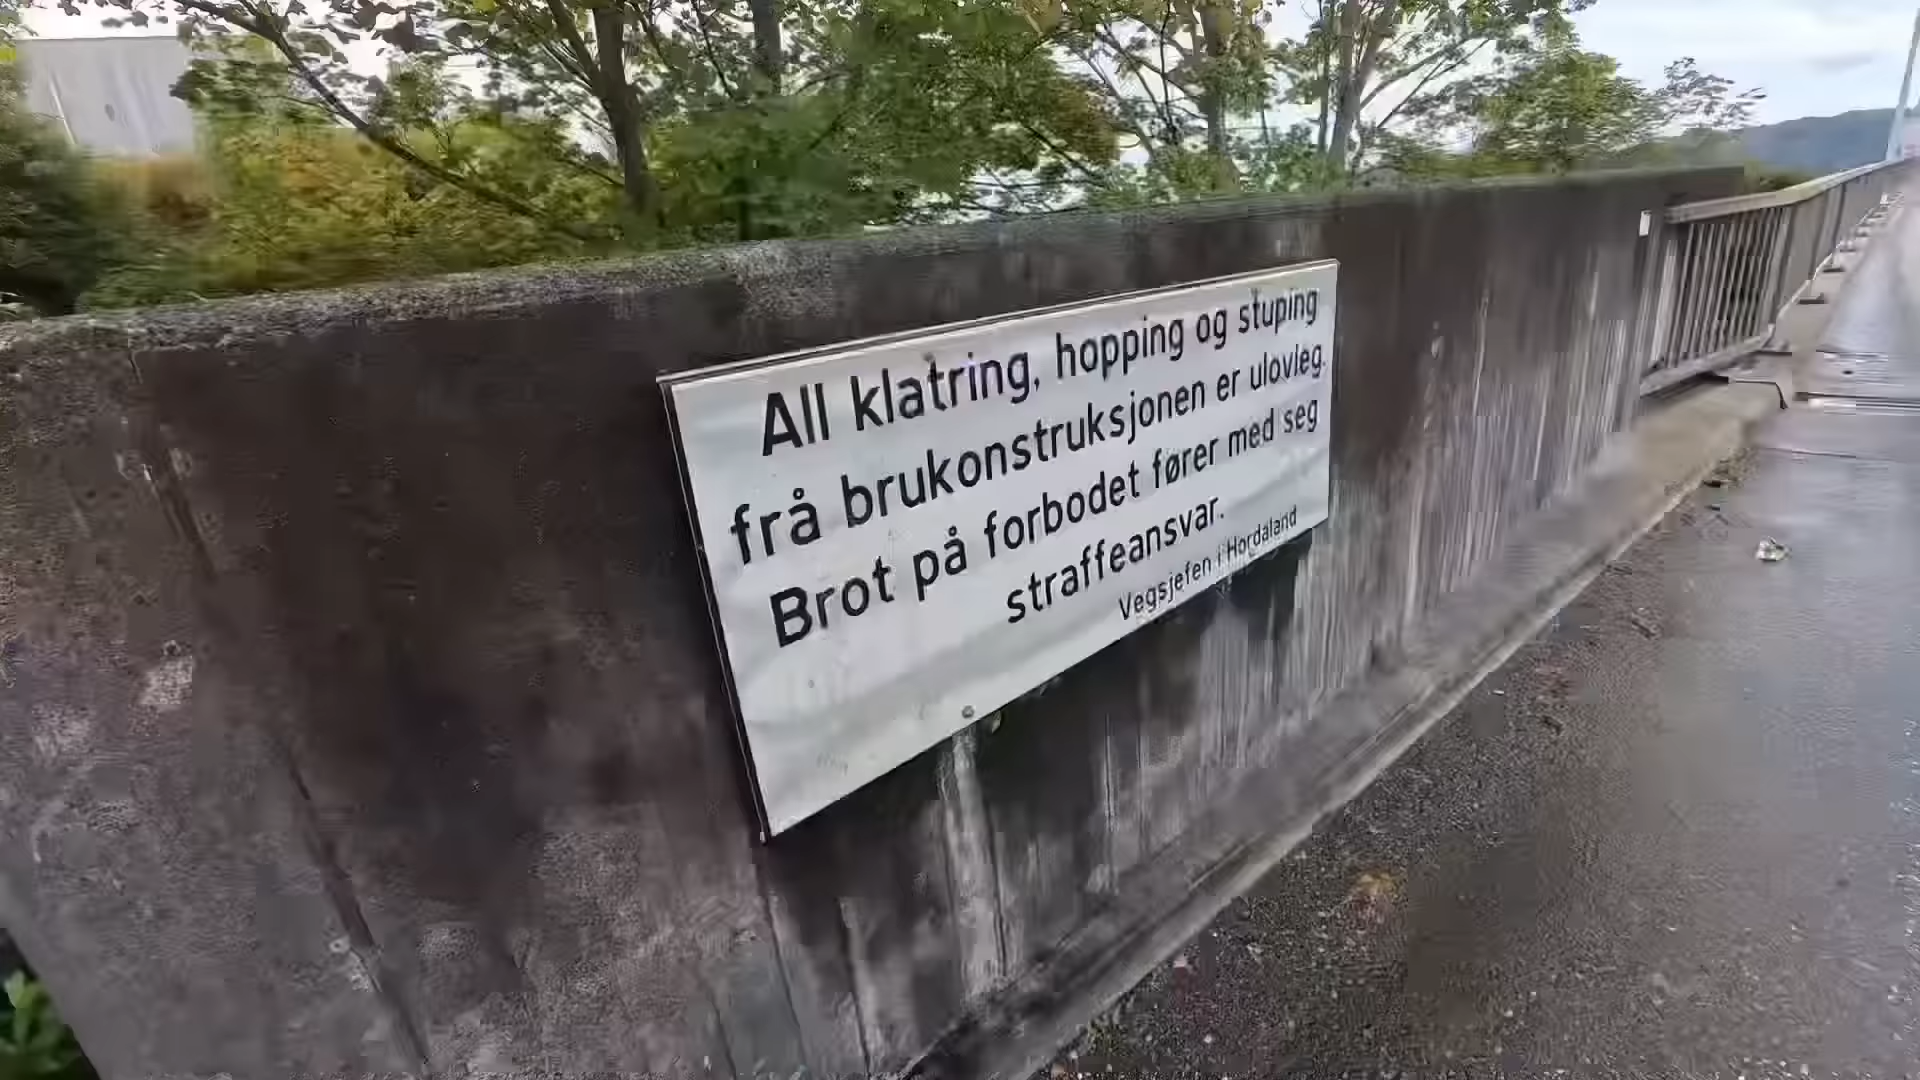 All klatring, hopping og stuping
frå brukonstruksjonen er ulovleg.
Brot på forbodet fører med seg
straffeansvar.
Vegsjefen i Hordaland